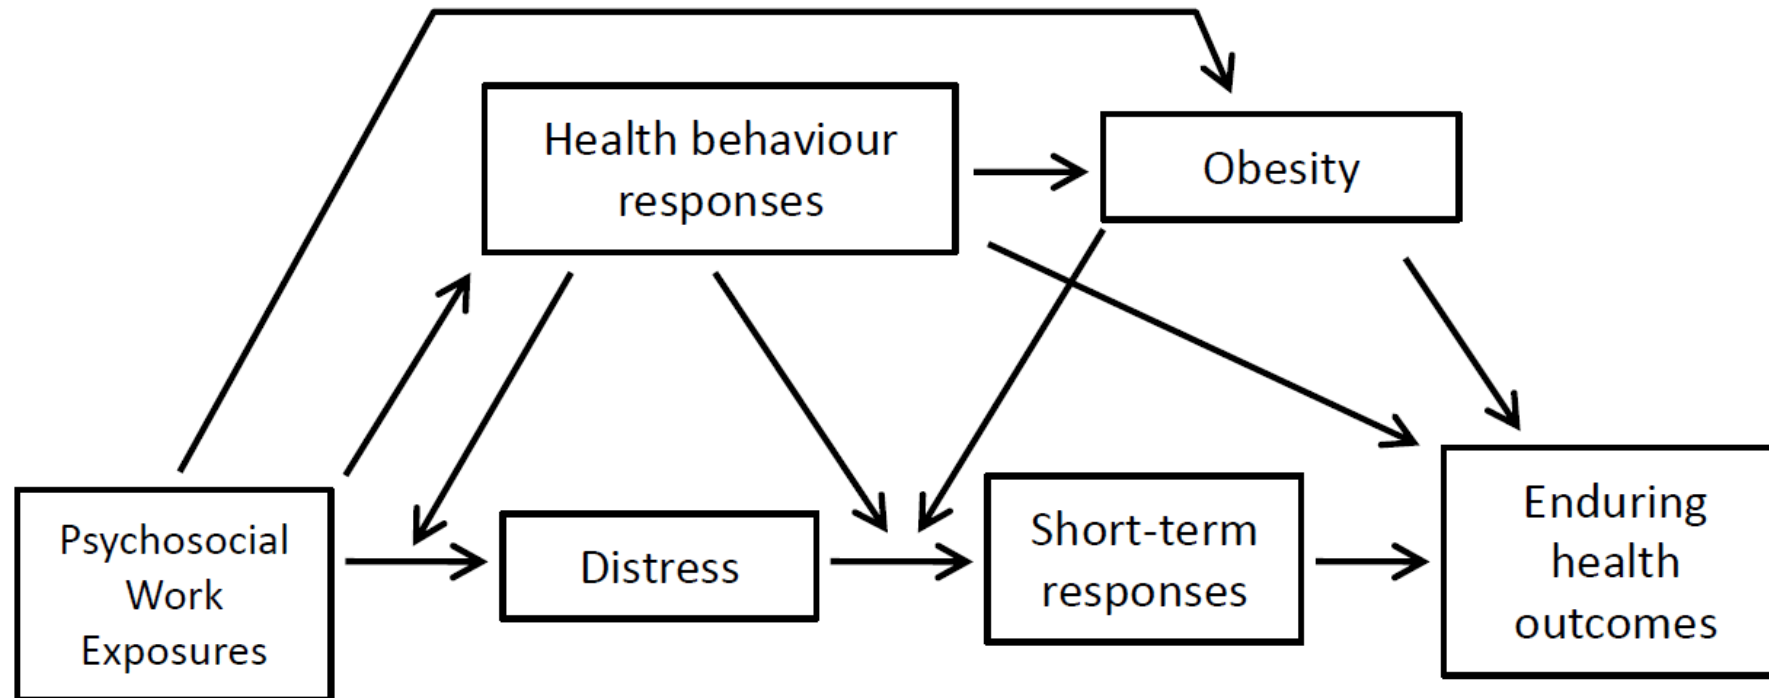 Health behaviour
responses
Obesity
Psychosocial
Work
Exposures
Distress
Short-term
responses
Enduring
health
outcomes